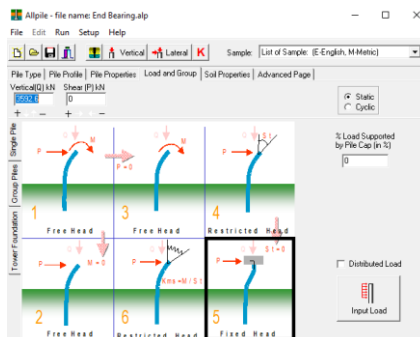 Allpile - file name: End Bearing.alp
File Edit Run Setup Help
Vertical Lateral K Sample: List of Sample: (E-English, M-Metric)
Pile Type Pile Profile Pile Properties Load and Group Soil Properties Advanced Page
Vertical(Q) kN Shear (P) kN
3592.6 0
+ - + -
Static
Cyclic
Single Pile
Group Piles
Tower Foundation
Q M P
1
Free Head
P=0
Q M
3
Free Head
Q St P
4
Restricted Head
Q P M=0
2
Free Head
Q P Kms=M/St
6
Restricted Head
Q St=0 P
5
Fixed Head
% Load Supported
by Pile Cap (in %)
0
Distributed Load
Input Load